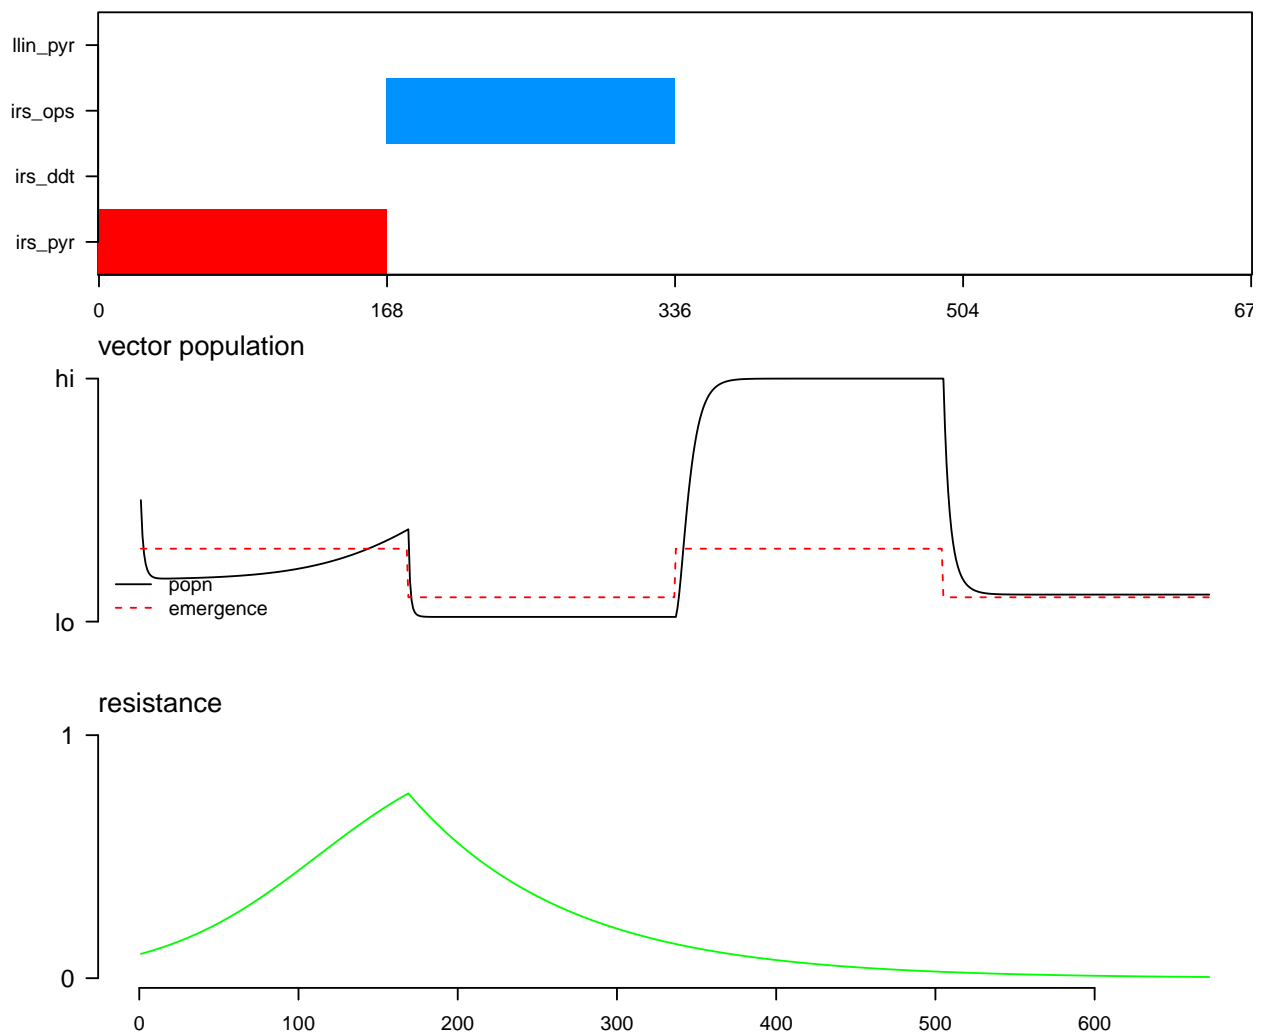 llin_pyr
irs_ops
irs_ddt
irs_pyr
0 168 336 504 67
vector population
hi
popn
emergence
lo
resistance
1
0
0 100 200 300 400 500 600